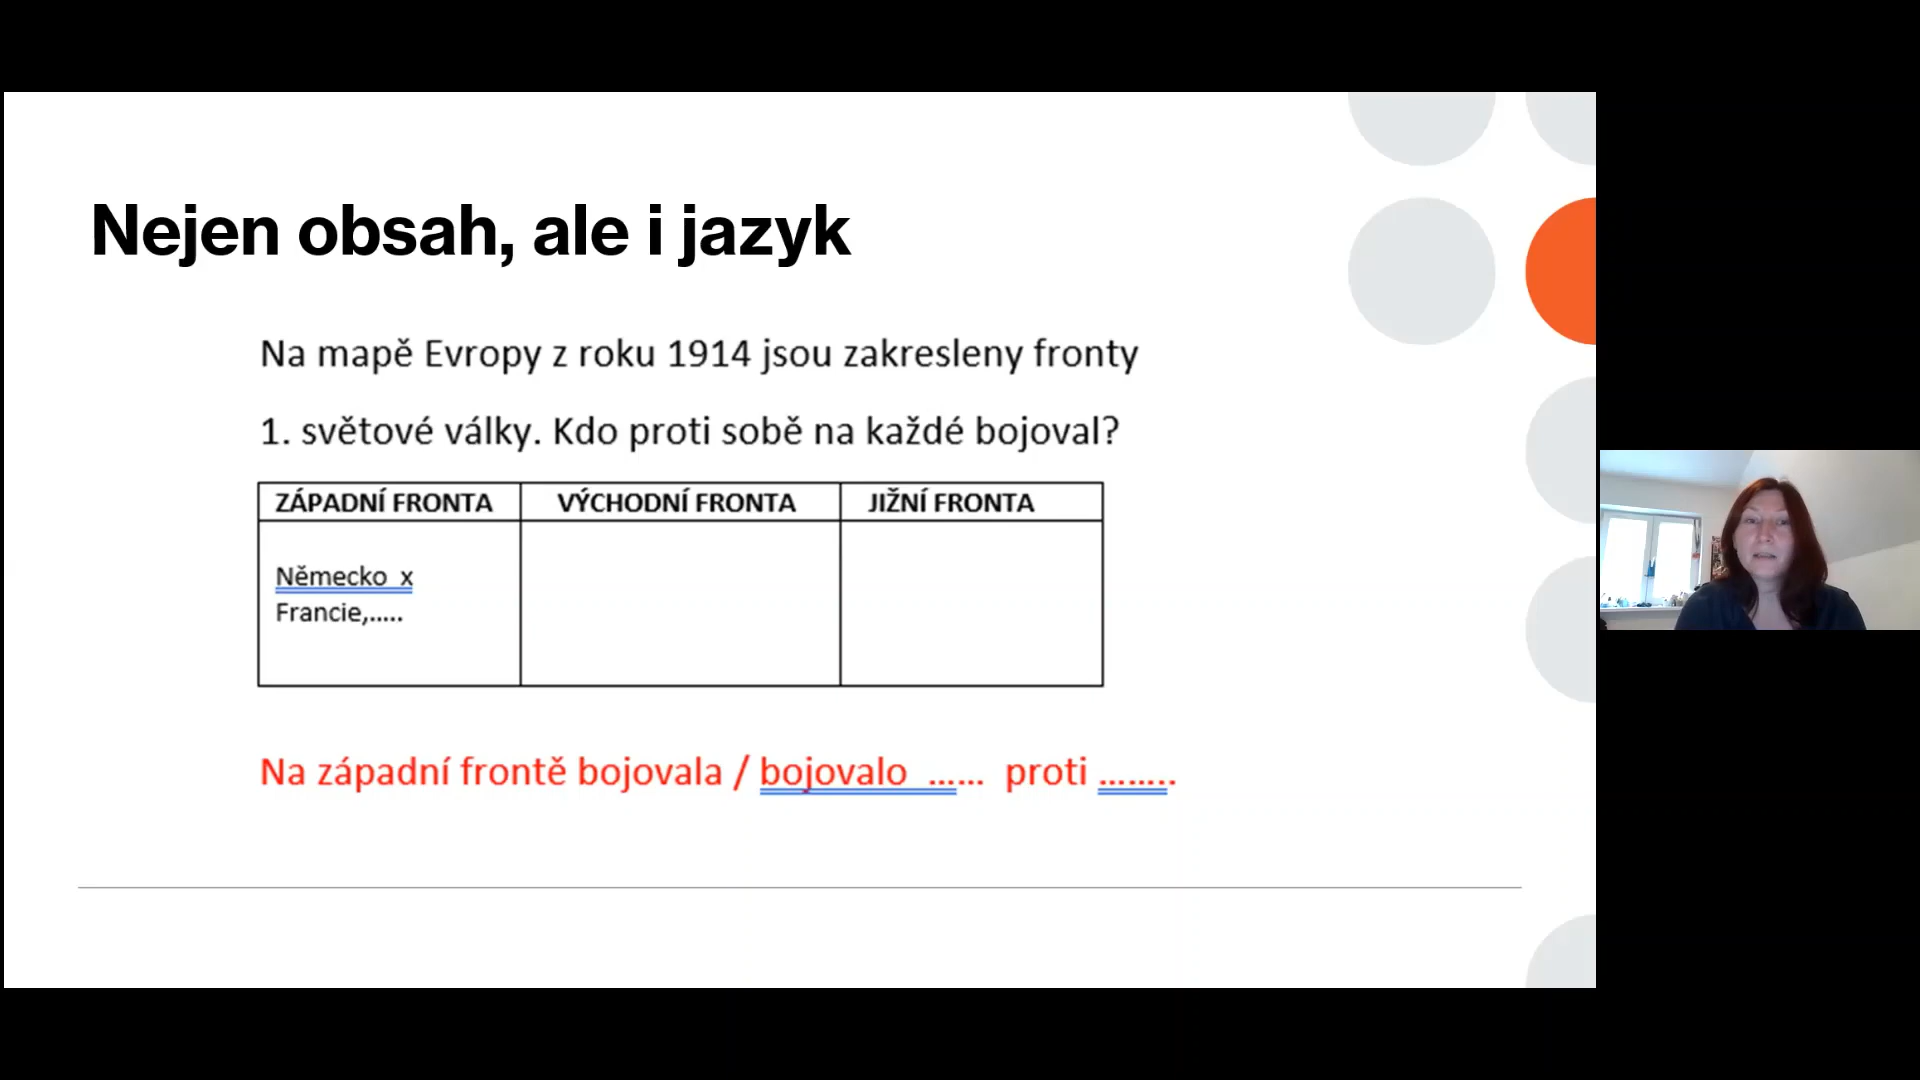 Nejen obsah, ale i jazyk
Na mapě Evropy z roku 1914 jsou zakresleny fronty
1. světové války. Kdo proti sobě na každé bojoval?
ZÁPADNÍ FRONTA VÝCHODNÍ FRONTA JIŽNÍ FRONTA
Německo x
Francie,.....
Na západní frontě bojovala / bojovalo ...... proti ........